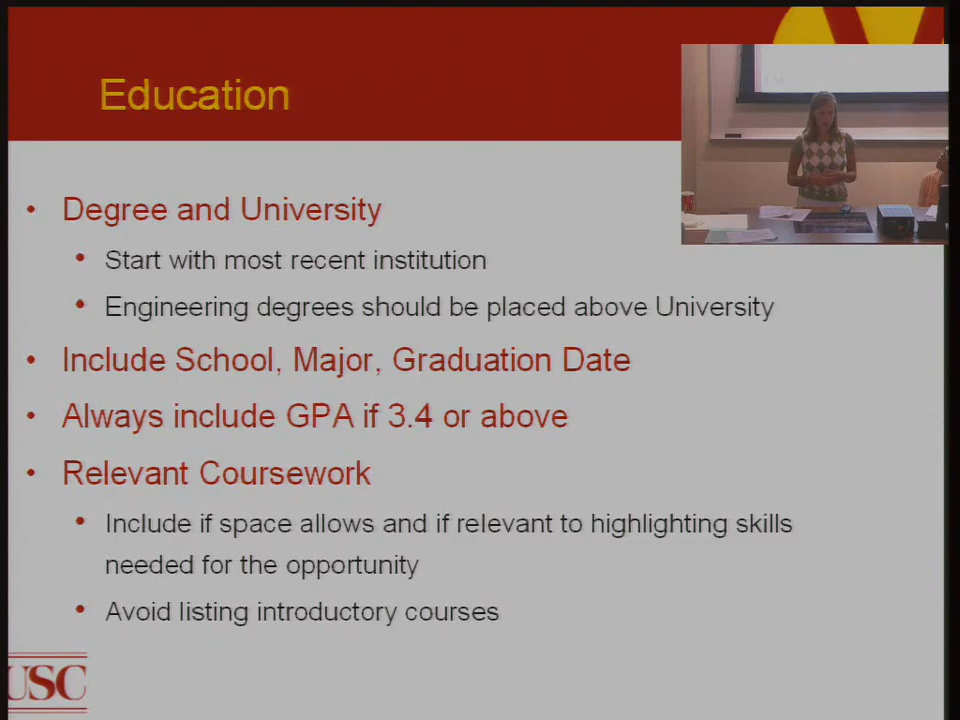 Education
Degree and University
Start with most recent institution
Engineering degrees should be placed above University
Include School, Major, Graduation Date
Always include GPA if 3.4 or above
Relevant Coursework
Include if space allows and if relevant to highlighting skills
needed for the opportunity
Avoid listing introductory courses
USC